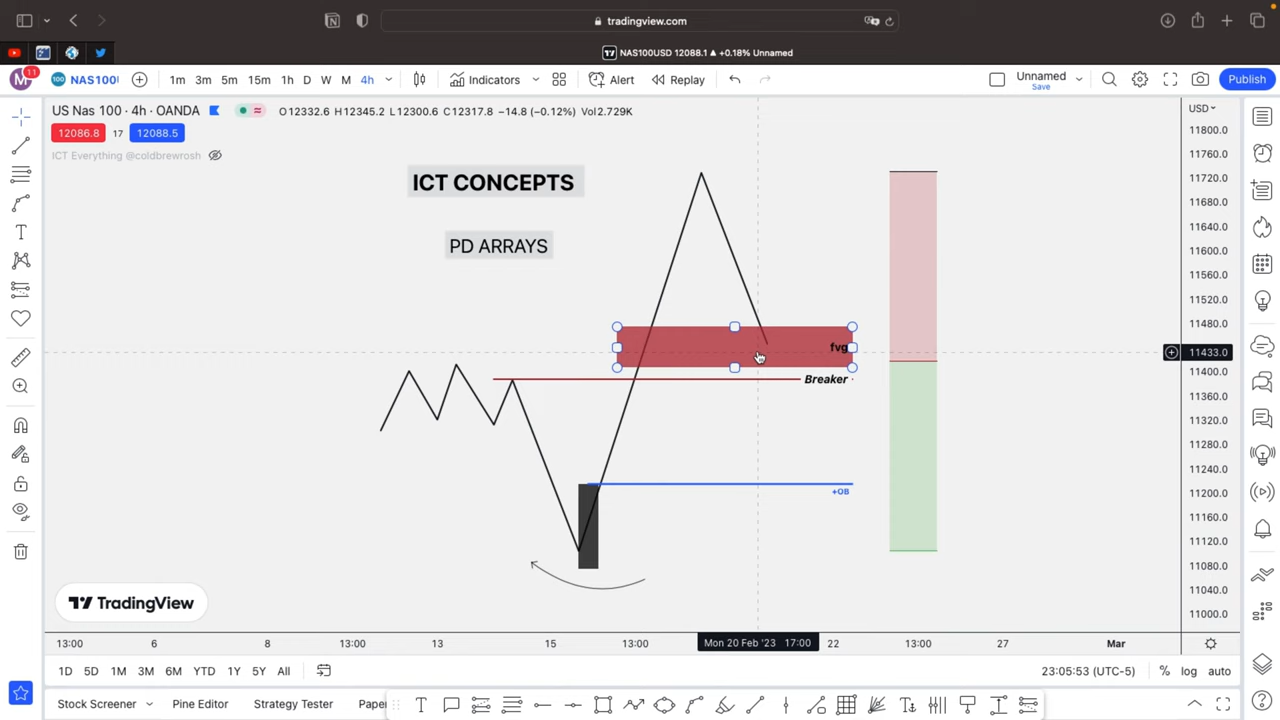 tradingview.com
NAS100USD 12088.1 ▲ +0.18% Unnamed
M 11 100 NAS100U 1m 3m 5m 15m 1h D W M 4h Indicators Alert Replay Unnamed Save Publish
US Nas 100 · 4h · OANDA O12332.6 H12345.2 L12300.6 C12317.8 −14.8 (−0.12%) Vol2.729K
12086.8 17 12088.5
ICT Everything @coldbrewrosh
USD
11800.0
11760.0
11720.0
11680.0
11640.0
11600.0
11560.0
11520.0
11480.0
11433.0
11400.0
11360.0
11320.0
11280.0
11240.0
11200.0
11160.0
11120.0
11080.0
11040.0
11000.0
ICT CONCEPTS
PD ARRAYS
fvg
Breaker
+OB
TradingView
13:00 6 8 13:00 13 15 13:00 Mon 20 Feb '23 17:00 22 13:00 27 Mar
1D 5D 1M 3M 6M YTD 1Y 5Y All 23:05:53 (UTC-5) % log auto
Stock Screener Pine Editor Strategy Tester Paper